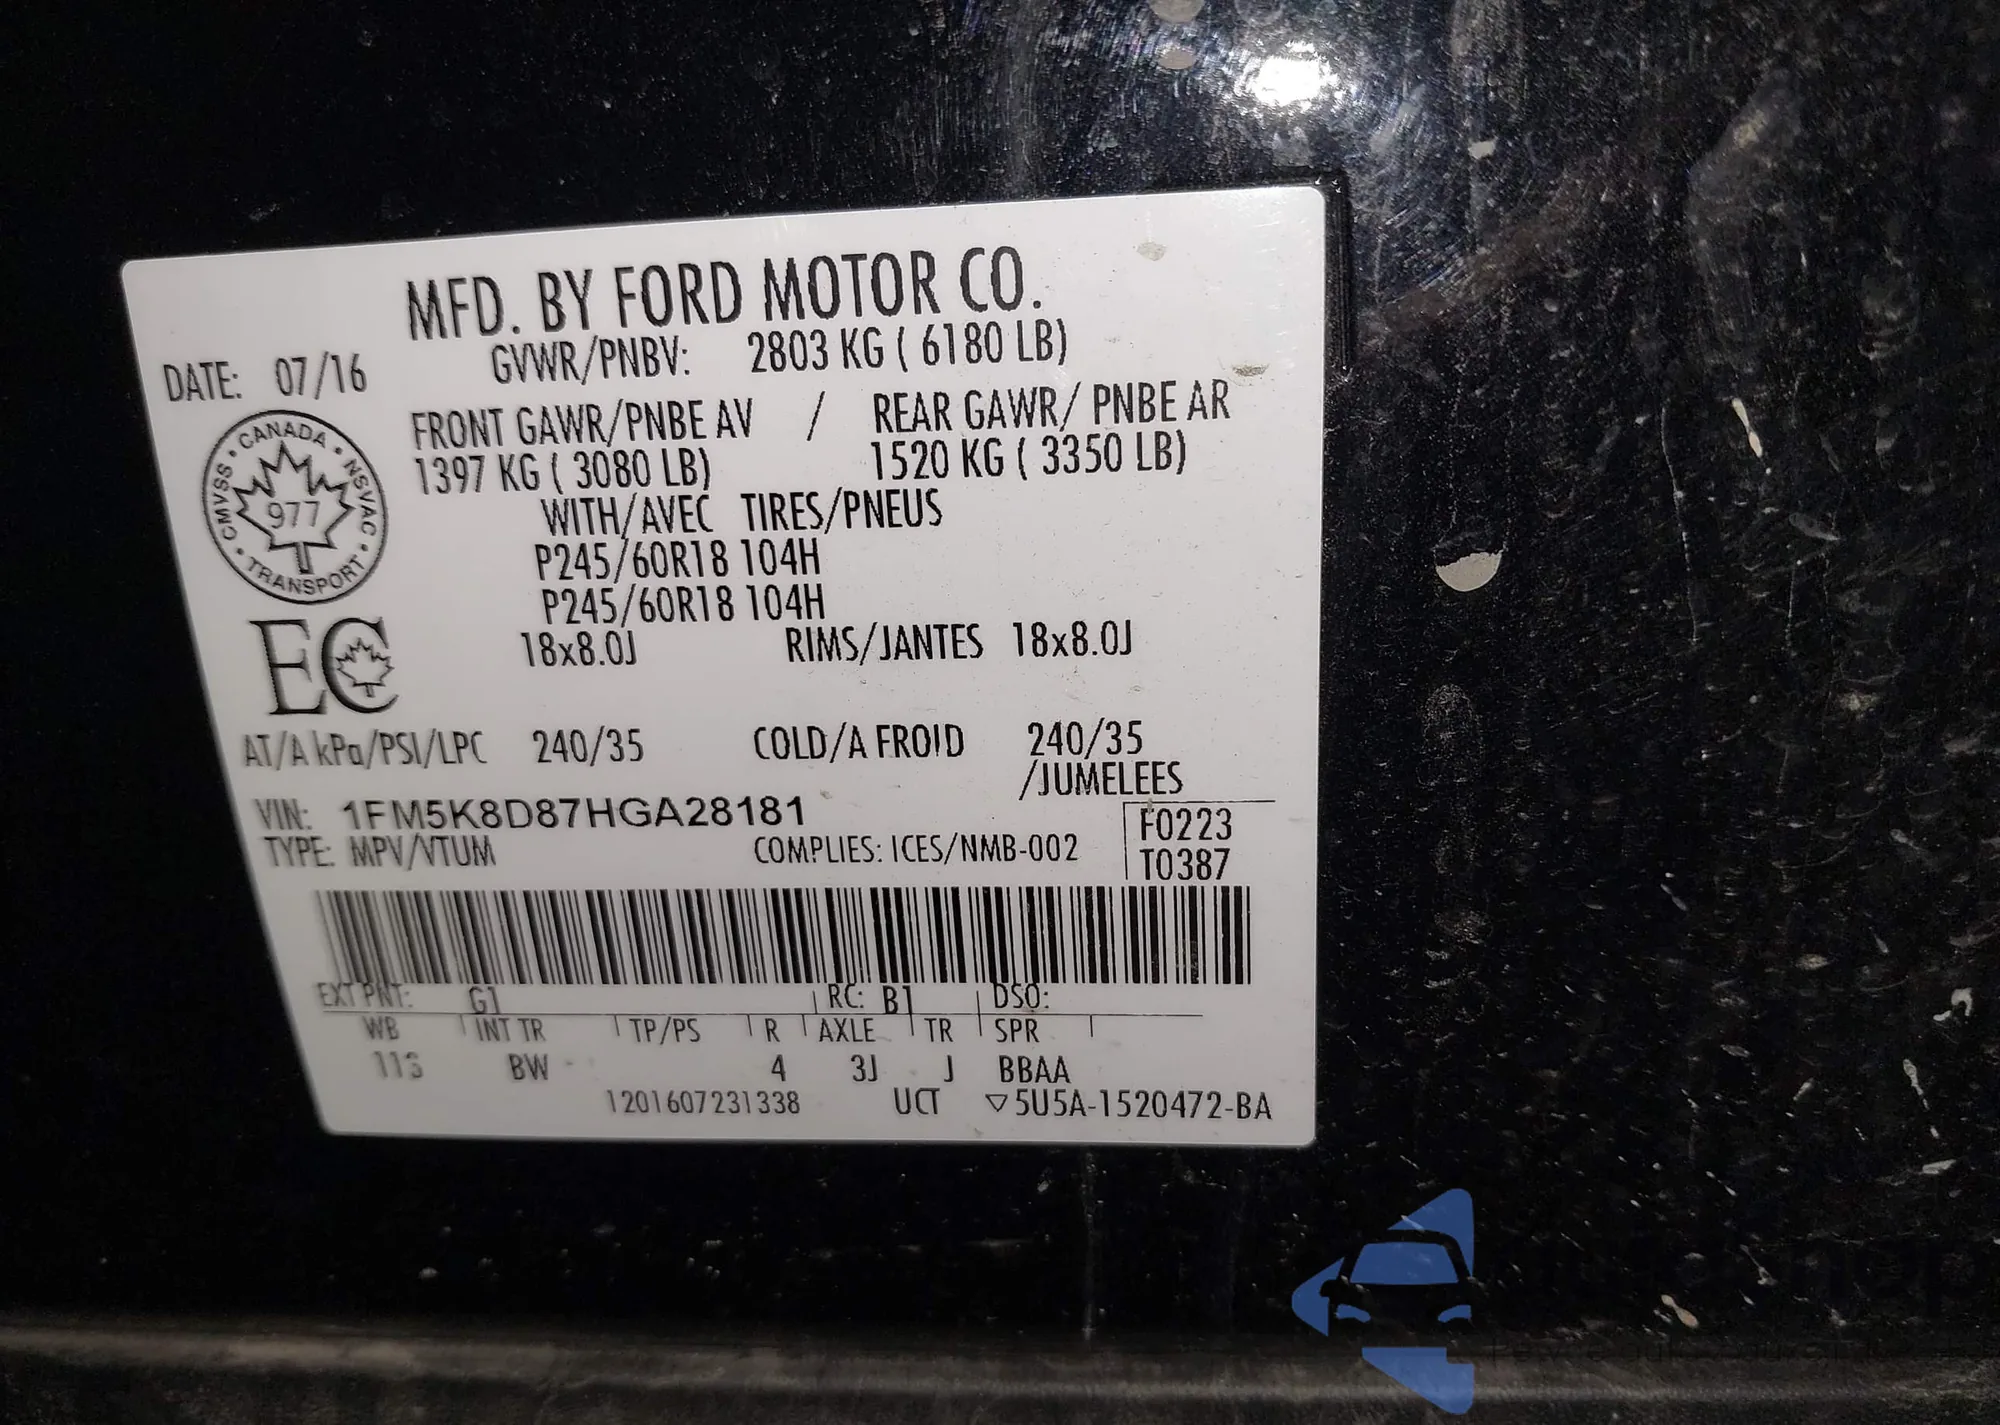 MFD. BY FORD MOTOR CO.
DATE: 07/16
GVWR/PNBV: 2803 KG ( 6180 LB)
FRONT GAWR/PNBE AV / REAR GAWR/ PNBE AR
1397 KG ( 3080 LB) 1520 KG ( 3350 LB)
WITH/AVEC TIRES/PNEUS
P245/60R18 104H
P245/60R18 104H
18x8.0J RIMS/JANTES 18x8.0J
CANADA • NSVAC • TRANSPORT • CMVSS •
977
EC
AT/A kPa/PSI/LPC 240/35 COLD/A FROID 240/35
/JUMELEES
VIN: 1FM5K8D87HGA28181
TYPE: MPV/VTUM COMPLIES: ICES/NMB-002
F0223
T0387
EXT PNT: G1 RC: B1 DSO:
WB INT TR TP/PS R AXLE TR SPR
113 BW 4 3J J BBAA
1201607231338 UCT ▽5U5A-1520472-BA